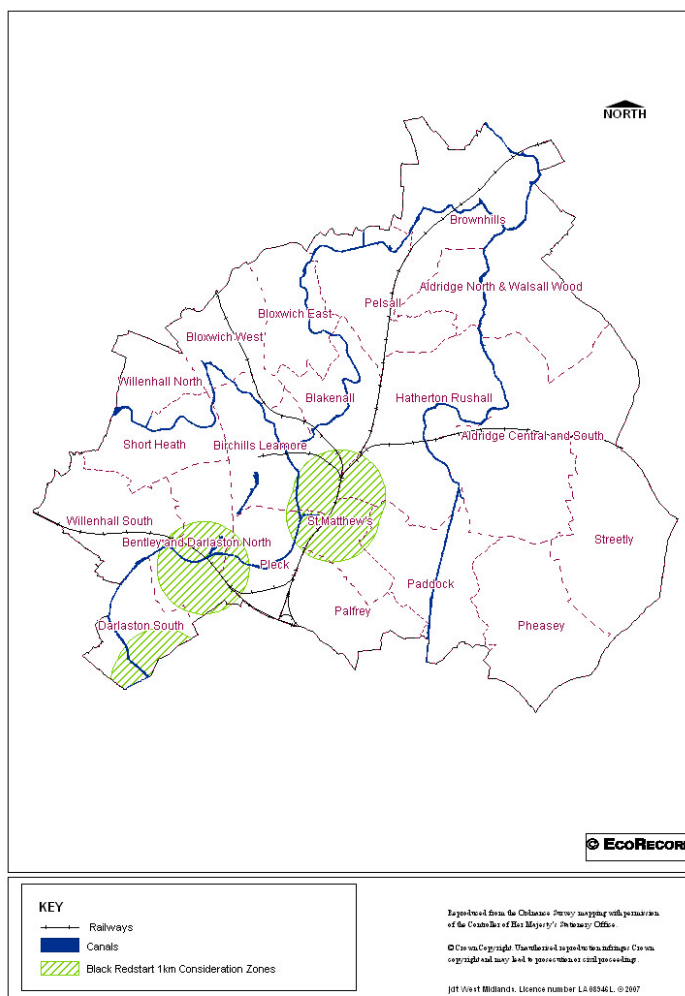 NORTH
Brownhills
Aldridge North & Walsall Wood
Pelsall
Bloxwich East
Bloxwich West
Willenhall North
Blakenall
Hatherton Rushall
Short Heath
Birchills Leamore
Aldridge Central and South
Willenhall South
St.Matthew's
Bentley and Darlaston North
Streetly
Pleck
Paddock
Palfrey
Darlaston South
Pheasey
© ECORECORD
KEY
Railways
Canals
Black Redstart 1km Consideration Zones
Reproduced from the Ordnance Survey mapping with permission
of the Controller of Her Majesty's Stationery Office.
© Crown Copyright. Unauthorised reproduction infringes Crown
copyright and may lead to prosecution or civil proceedings.
jdt West Midlands. Licence number LA 08946L. © 2007